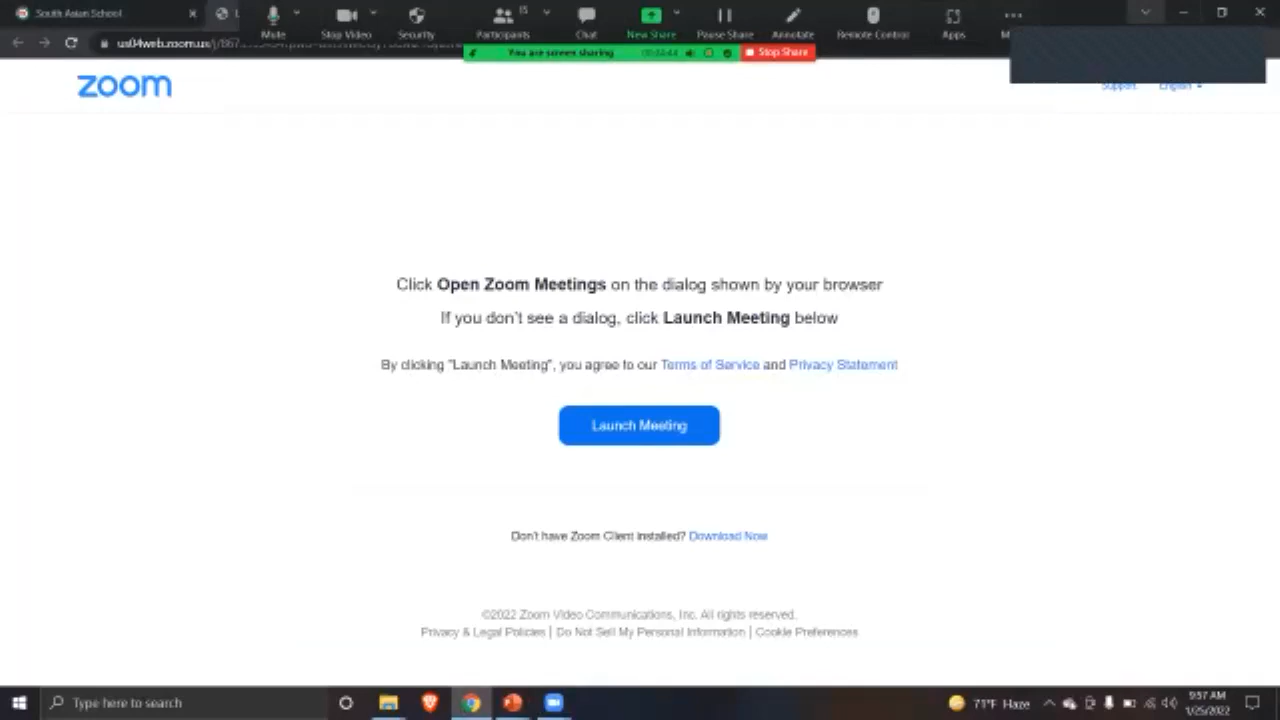 South Asian School
Mute
Stop Video
Security
15
Participants
Chat
New Share
Pause Share
Annotate
Remote Control
Apps
us04web.zoom.us
You are screen sharing
Stop Share
zoom
Support
English
Click Open Zoom Meetings on the dialog shown by your browser
If you don't see a dialog, click Launch Meeting below
By clicking "Launch Meeting", you agree to our Terms of Service and Privacy Statement
Launch Meeting
Don't have Zoom Client installed? Download Now
©2022 Zoom Video Communications, Inc. All rights reserved.
Privacy & Legal Policies | Do Not Sell My Personal Information | Cookie Preferences
Type here to search
71°F Haze
9:57 AM
1/25/2022